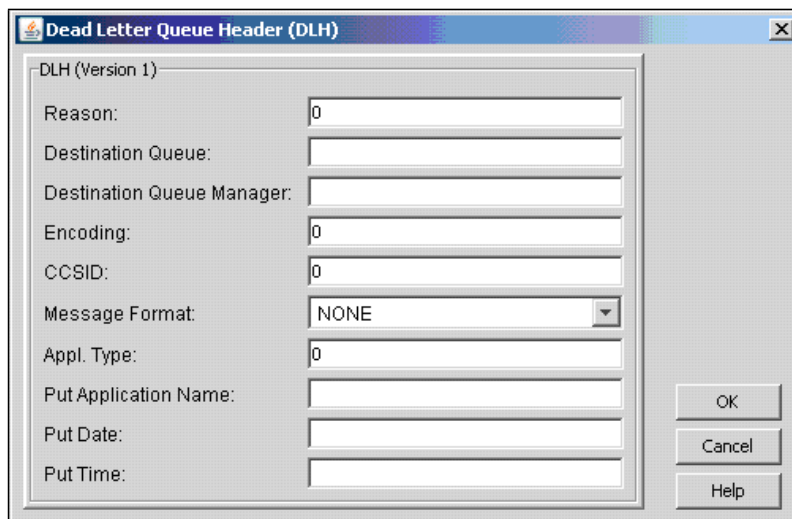 Dead Letter Queue Header (DLH)
DLH (Version 1)
Reason: 0
Destination Queue:
Destination Queue Manager:
Encoding: 0
CCSID: 0
Message Format: NONE
Appl. Type: 0
Put Application Name:
Put Date:
Put Time:
OK
Cancel
Help